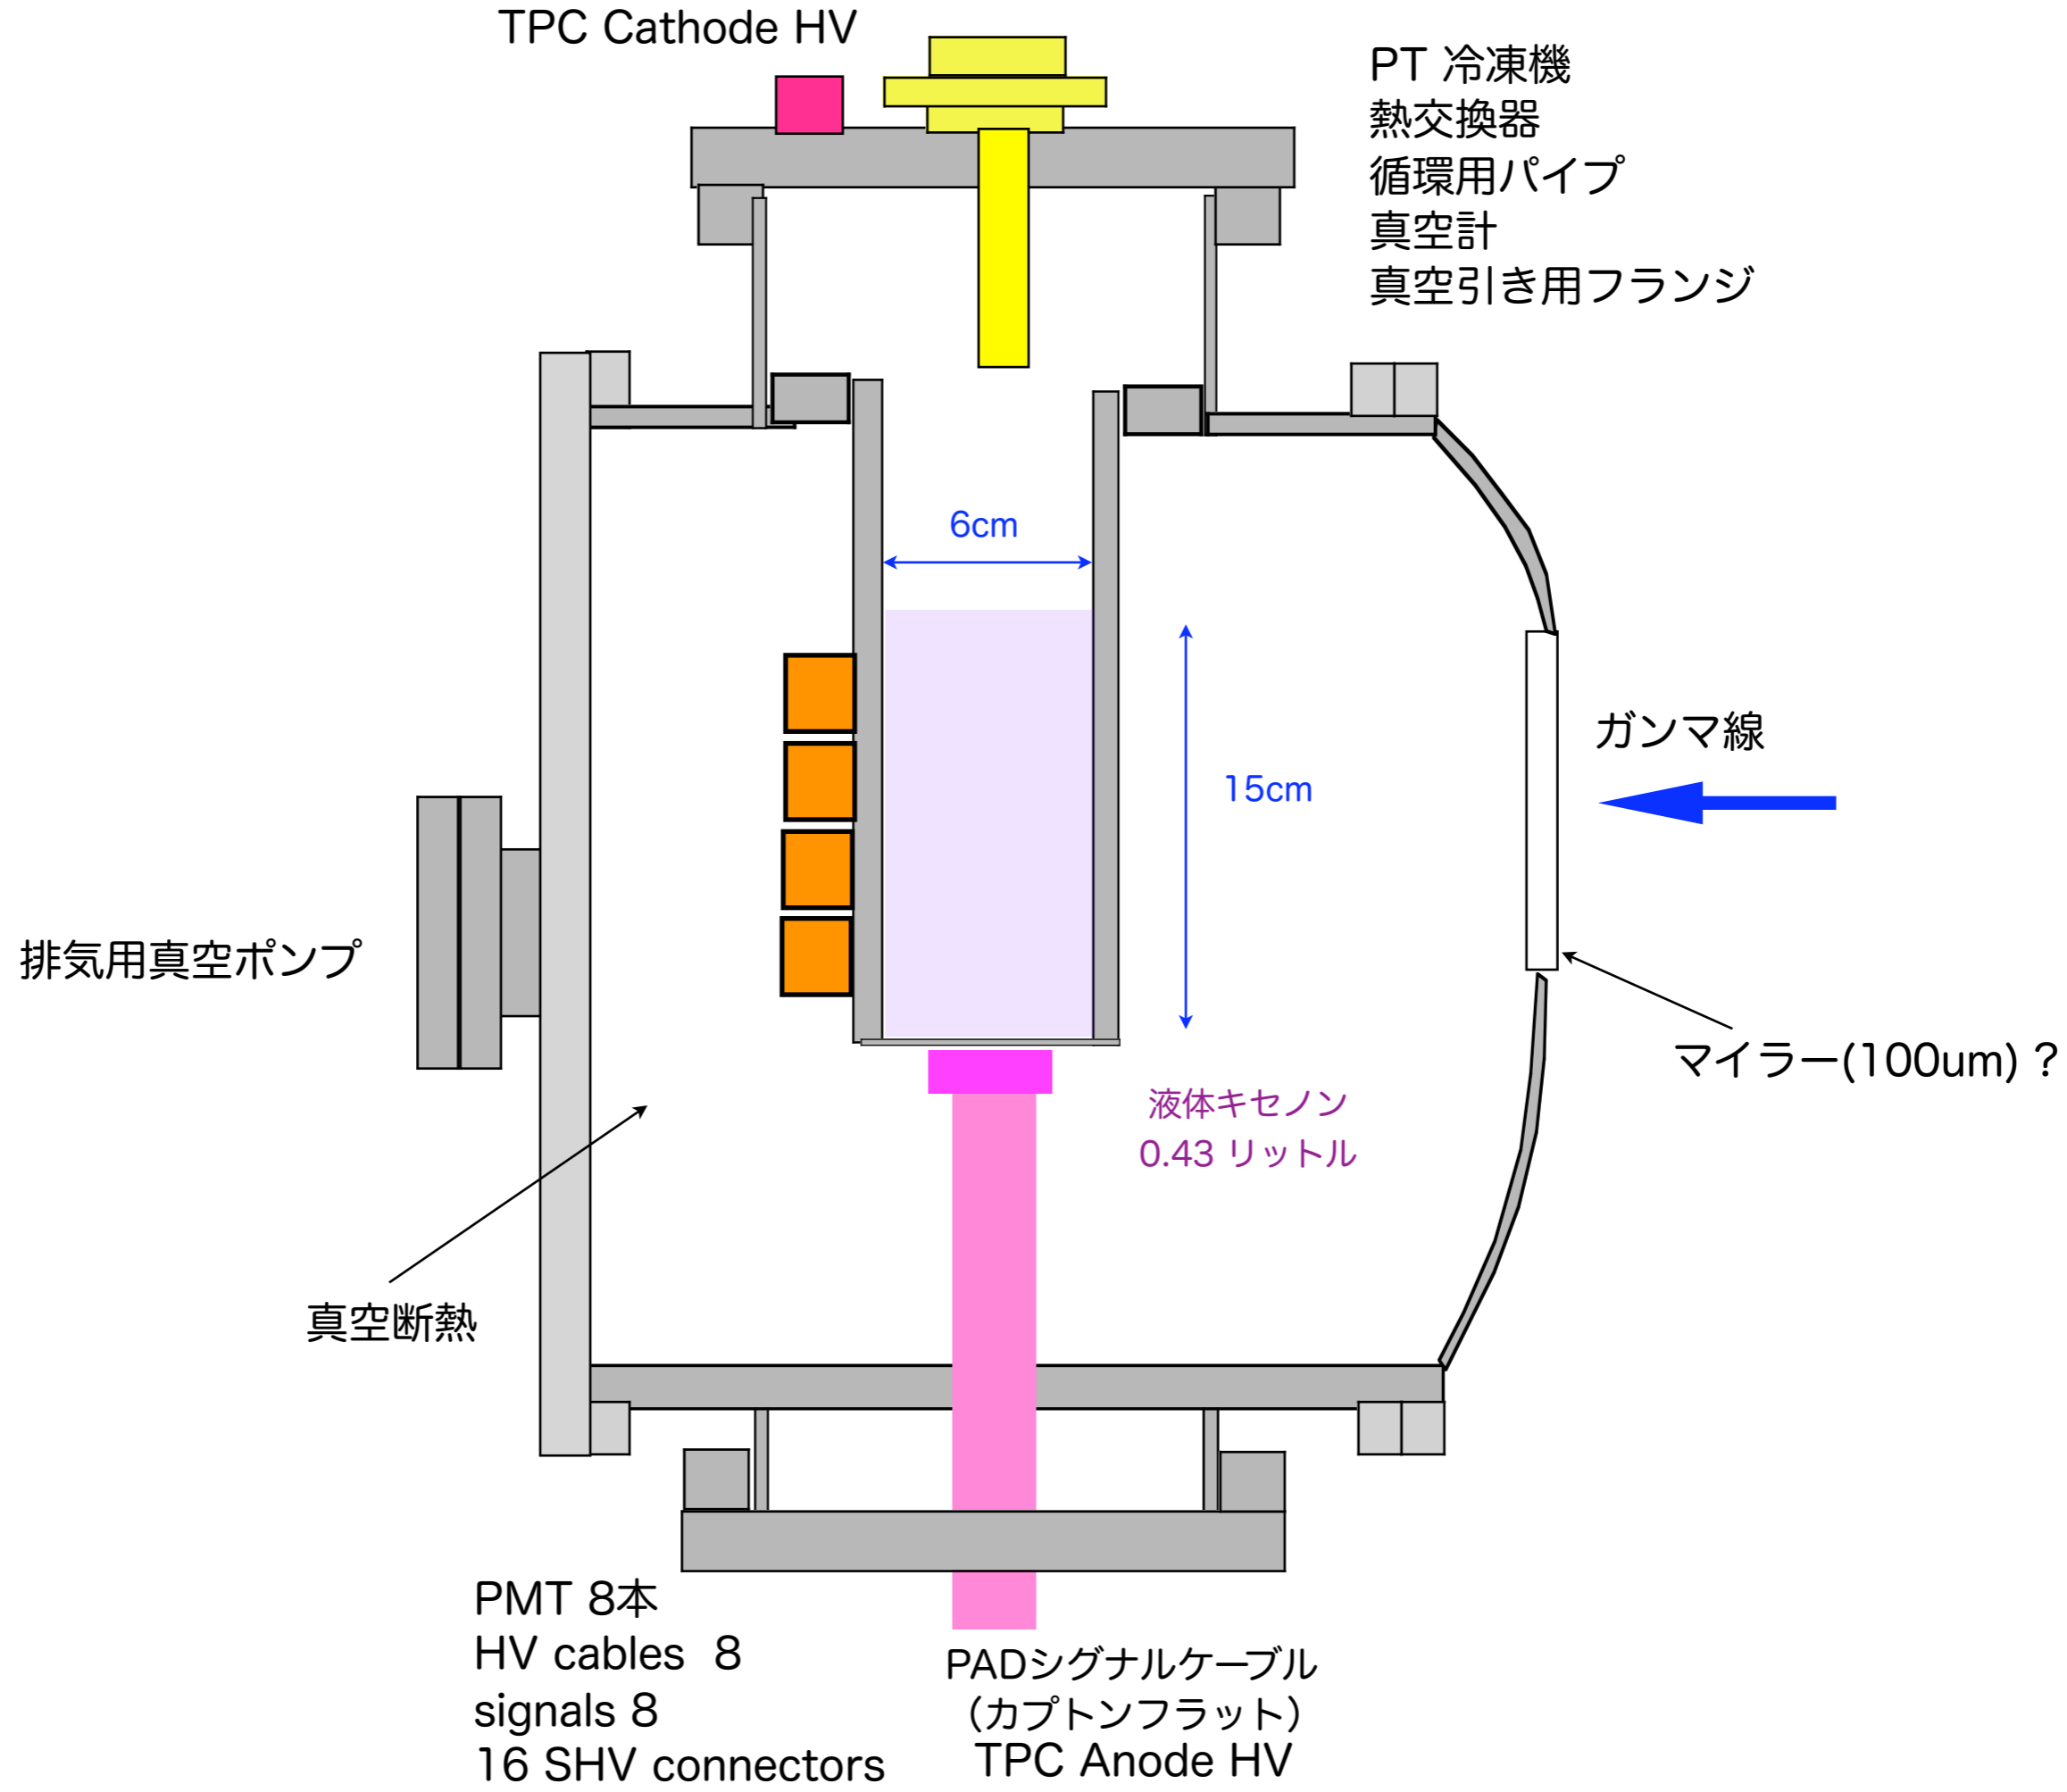 TPC Cathode HV
PT 冷凍機
熱交換器
循環用パイプ
真空計
真空引き用フランジ
6cm
15cm
ガンマ線
排気用真空ポンプ
マイラー(100um) ?
液体キセノン
0.43 リットル
真空断熱
PMT 8本
HV cables 8
signals 8
16 SHV connectors
PADシグナルケーブル
（カプトンフラット）
TPC Anode HV